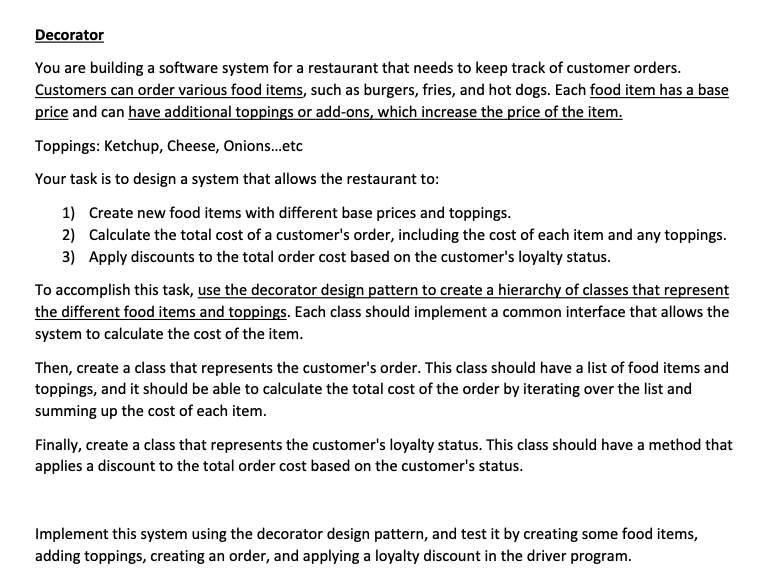 Decorator
You are building a software system for a restaurant that needs to keep track of customer orders.
Customers can order various food items, such as burgers, fries, and hot dogs. Each food item has a base
price and can have additional toppings or add-ons, which increase the price of the item.
Toppings: Ketchup, Cheese, Onions...etc
Your task is to design a system that allows the restaurant to:
1) Create new food items with different base prices and toppings.
2) Calculate the total cost of a customer's order, including the cost of each item and any toppings.
3) Apply discounts to the total order cost based on the customer's loyalty status.
To accomplish this task, use the decorator design pattern to create a hierarchy of classes that represent
the different food items and toppings. Each class should implement a common interface that allows the
system to calculate the cost of the item.
Then, create a class that represents the customer's order. This class should have a list of food items and
toppings, and it should be able to calculate the total cost of the order by iterating over the list and
summing up the cost of each item.
Finally, create a class that represents the customer's loyalty status. This class should have a method that
applies a discount to the total order cost based on the customer's status.
Implement this system using the decorator design pattern, and test it by creating some food items,
adding toppings, creating an order, and applying a loyalty discount in the driver program.